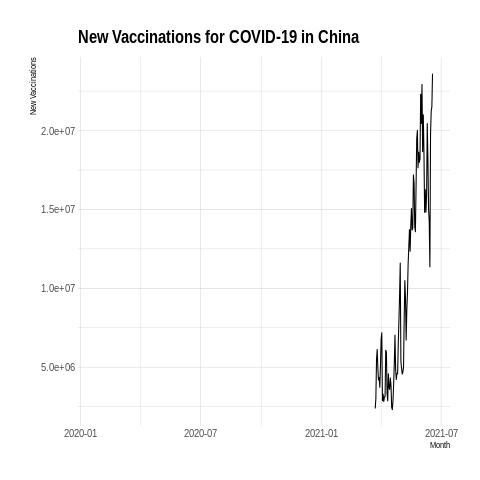 New Vaccinations for COVID-19 in China
New Vaccinations
2.0e+07
1.5e+07
1.0e+07
5.0e+06
2020-01 2020-07 2021-01 2021-07
Month